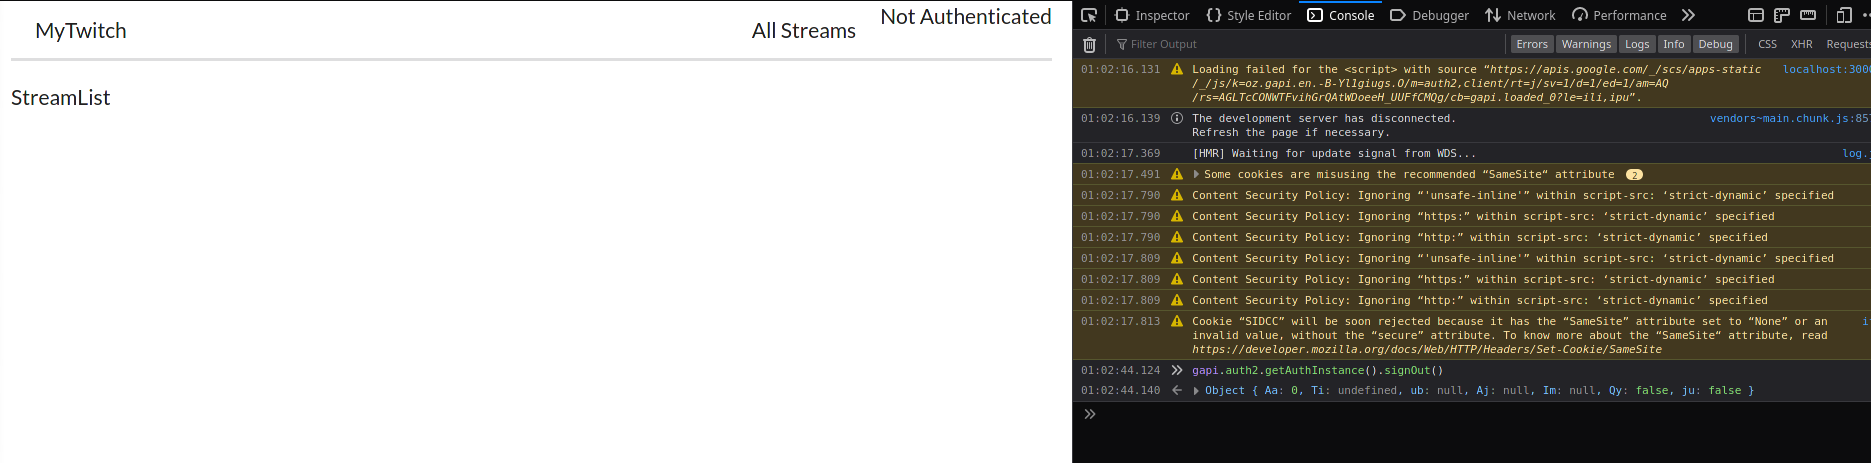 MyTwitch
All Streams
Not Authenticated
StreamList
Inspector
Style Editor
Console
Debugger
Network
Performance
Filter Output
Errors
Warnings
Logs
Info
Debug
CSS
XHR
Requests
01:02:16.131 Loading failed for the <script> with source “https://apis.google.com/_/scs/apps-static localhost:3000
/_/js/k=oz.gapi.en.-B-Yl1giugs.O/m=auth2,client/rt=j/sv=1/d=1/ed=1/am=AQ
/rs=AGLTcCONWTFvihGrQAtWDoeeH_UUFfCMQg/cb=gapi.loaded_0?le=ili,ipu”.
01:02:16.139 The development server has disconnected. vendors~main.chunk.js:857
Refresh the page if necessary.
01:02:17.369 [HMR] Waiting for update signal from WDS... log.
01:02:17.491 Some cookies are misusing the recommended “SameSite“ attribute 2
01:02:17.790 Content Security Policy: Ignoring “'unsafe-inline'” within script-src: ‘strict-dynamic’ specified
01:02:17.790 Content Security Policy: Ignoring “https:” within script-src: ‘strict-dynamic’ specified
01:02:17.790 Content Security Policy: Ignoring “http:” within script-src: ‘strict-dynamic’ specified
01:02:17.809 Content Security Policy: Ignoring “'unsafe-inline'” within script-src: ‘strict-dynamic’ specified
01:02:17.809 Content Security Policy: Ignoring “https:” within script-src: ‘strict-dynamic’ specified
01:02:17.809 Content Security Policy: Ignoring “http:” within script-src: ‘strict-dynamic’ specified
01:02:17.813 Cookie “SIDCC” will be soon rejected because it has the “SameSite” attribute set to “None” or an
invalid value, without the “secure” attribute. To know more about the “SameSite“ attribute, read
https://developer.mozilla.org/docs/Web/HTTP/Headers/Set-Cookie/SameSite
01:02:44.124 gapi.auth2.getAuthInstance().signOut()
01:02:44.140 Object { Aa: 0, Ti: undefined, ub: null, Aj: null, Im: null, Qy: false, ju: false }